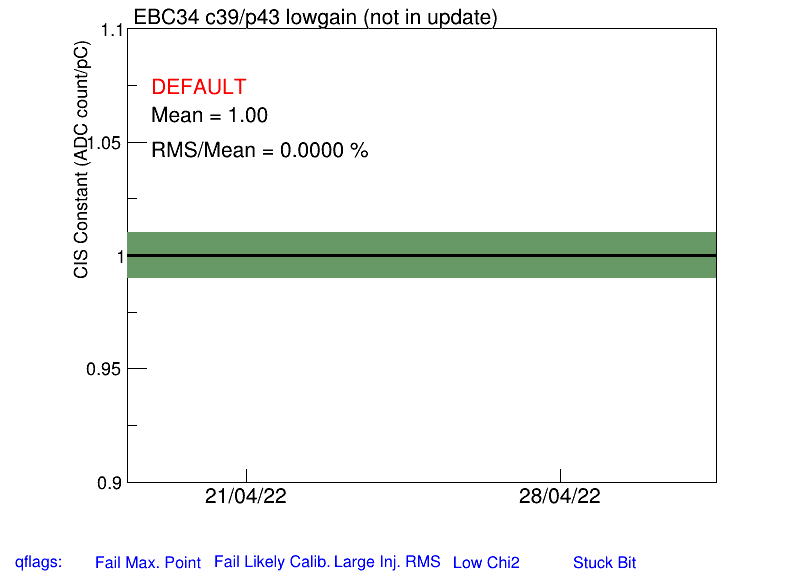 EBC34 c39/p43 lowgain (not in update)
1.1
DEFAULT
Mean = 1.00
1.05
RMS/Mean = 0.0000 %
CIS Constant (ADC count/pC)
1
0.95
0.9
21/04/22 28/04/22
qflags: Fail Max. Point Fail Likely Calib. Large Inj. RMS Low Chi2 Stuck Bit